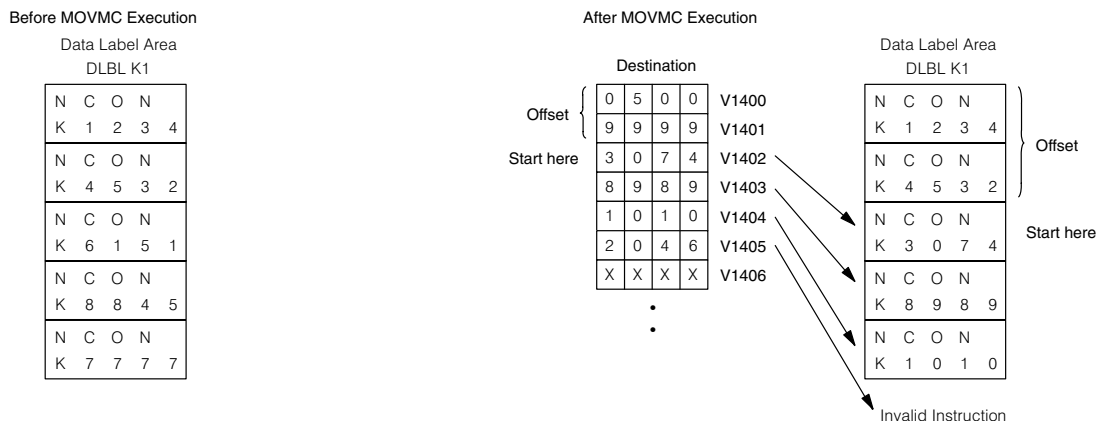 Before MOVMC Execution
Data Label Area
DLBL K1
N C O N
K 1 2 3 4
N C O N
K 4 5 3 2
N C O N
K 6 1 5 1
N C O N
K 8 8 4 5
N C O N
K 7 7 7 7
After MOVMC Execution
Destination
Offset
Start here
0 5 0 0 V1400
9 9 9 9 V1401
3 0 7 4 V1402
8 9 8 9 V1403
1 0 1 0 V1404
2 0 4 6 V1405
X X X X V1406
Data Label Area
DLBL K1
N C O N
K 1 2 3 4
N C O N
K 4 5 3 2
N C O N
K 3 0 7 4
N C O N
K 8 9 8 9
N C O N
K 1 0 1 0
Offset
Start here
Invalid Instruction